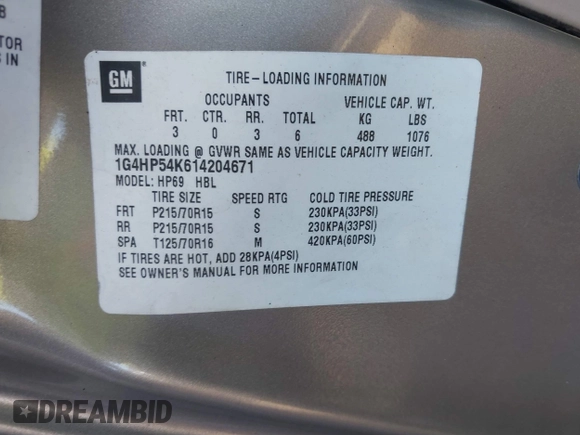 B
TOR
S IN
GM
TIRE-LOADING INFORMATION
OCCUPANTS VEHICLE CAP. WT.
FRT. CTR. RR. TOTAL KG LBS
3 0 3 6 488 1076
MAX. LOADING @ GVWR SAME AS VEHICLE CAPACITY WEIGHT.
1G4HP54K614204671
MODEL: HP69 HBL
TIRE SIZE SPEED RTG COLD TIRE PRESSURE
FRT P215/70R15 S 230KPA(33PSI)
RR P215/70R15 S 230KPA(33PSI)
SPA T125/70R16 M 420KPA(60PSI)
IF TIRES ARE HOT, ADD 28KPA(4PSI)
SEE OWNER'S MANUAL FOR MORE INFORMATION
DREAMBID